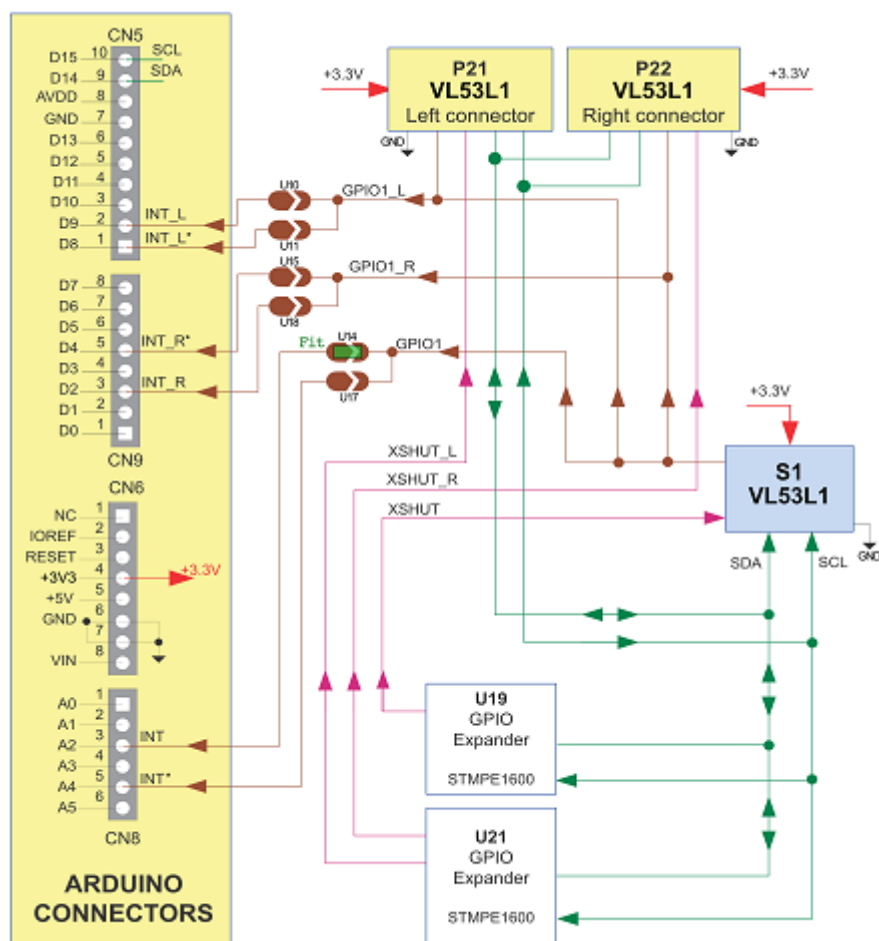 CN5
D15 10 SCL
D14 9 SDA
AVDD 8
GND 7
D13 6
D12 5
D11 4
D10 3
D9 2 INT_L
D8 1 INT_L*
D7 8
D6 7
D5 6
D4 5 INT_R*
D3 4
D2 3 INT_R
D1 2
D0 1
CN9
CN6
NC 1
IOREF 2
RESET 3
+3V3 4 +3.3V
+5V 5
GND 6
7
VIN 8
A0 1
A1 2
A2 3 INT
A3 4
A4 5 INT*
A5 6
CN8
ARDUINO
CONNECTORS
+3.3V
P21
VL53L1
Left connector
GND
P22
VL53L1
Right connector
+3.3V
GND
U10
GPIO1_L
U11
U15
GPIO1_R
U18
Fit
U14
GPIO1
U17
XSHUT_L
XSHUT_R
XSHUT
+3.3V
S1
VL53L1
GND
SDA
SCL
U19
GPIO
Expander
STMPE1600
U21
GPIO
Expander
STMPE1600